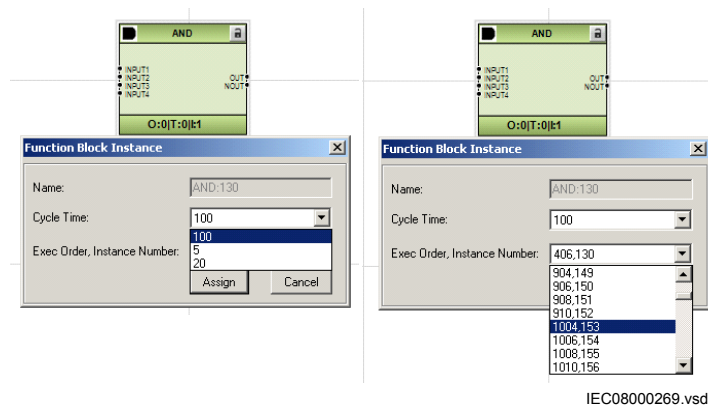 AND
INPUT1
INPUT2
INPUT3
INPUT4
OUT
NOUT
O:0|T:0|I:1
Function Block Instance
Name:
AND:130
Cycle Time:
100
100
5
20
Exec Order, Instance Number:
Assign
Cancel
AND
INPUT1
INPUT2
INPUT3
INPUT4
OUT
NOUT
O:0|T:0|I:1
Function Block Instance
Name:
AND:130
Cycle Time:
100
Exec Order, Instance Number:
406,130
904,149
906,150
908,151
910,152
1004,153
1006,154
1008,155
1010,156
IEC08000269.vsd